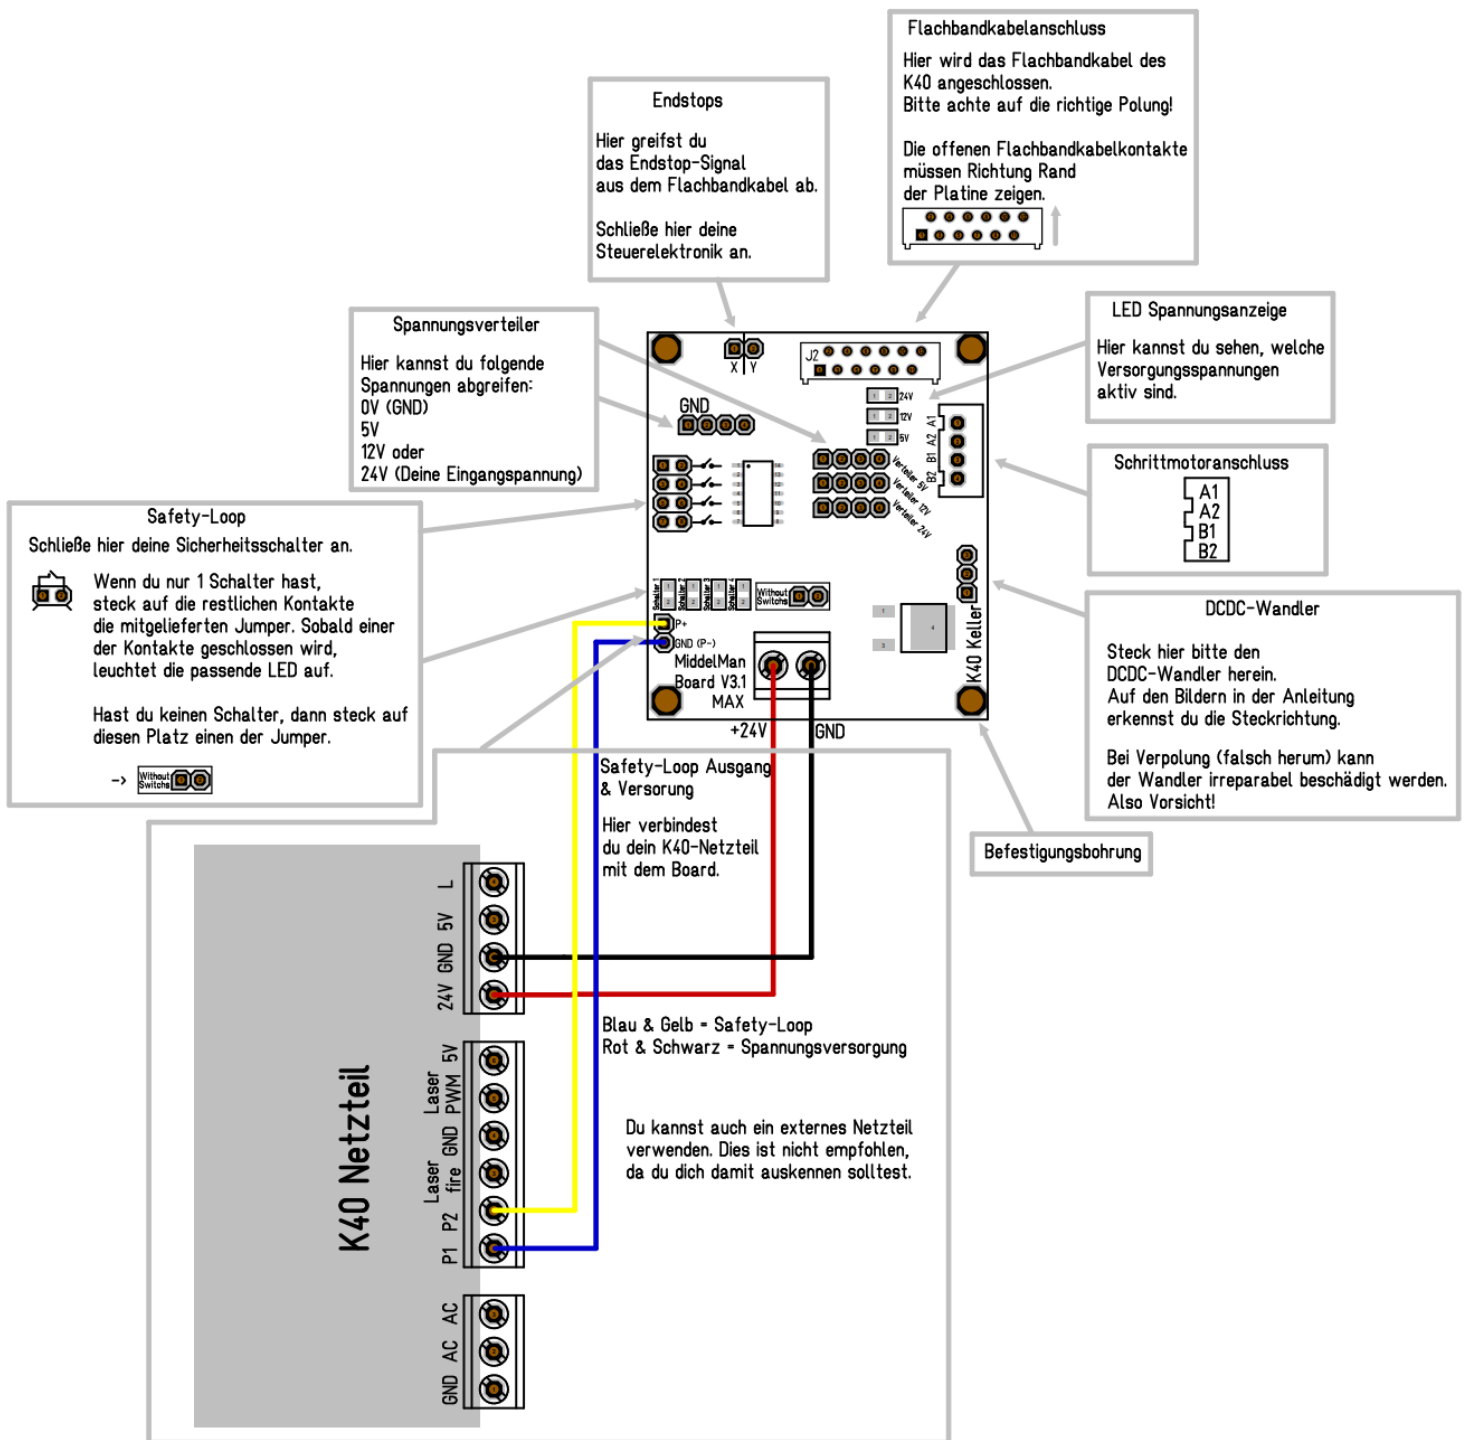 Flachbandkabelanschluss
Hier wird das Flachbandkabel des
K40 angeschlossen.
Bitte achte auf die richtige Polung!
Die offenen Flachbandkabelkontakte
müssen Richtung Rand
der Platine zeigen.
Endstops
Hier greifst du
das Endstop-Signal
aus dem Flachbandkabel ab.
Schließe hier deine
Steuerelektronik an.
LED Spannungsanzeige
Hier kannst du sehen, welche
Versorgungsspannungen
aktiv sind.
Spannungsverteiler
Hier kannst du folgende
Spannungen abgreifen:
0V (GND)
5V
12V oder
24V (Deine Eingangspannung)
Schrittmotoranschluss
A1
A2
B1
B2
Safety-Loop
Schließe hier deine Sicherheitsschalter an.
Wenn du nur 1 Schalter hast,
steck auf die restlichen Kontakte
die mitgelieferten Jumper. Sobald einer
der Kontakte geschlossen wird,
leuchtet die passende LED auf.
Hast du keinen Schalter, dann steck auf
diesen Platz einen der Jumper.
-> Without
Switchs
DCDC-Wandler
Steck hier bitte den
DCDC-Wandler herein.
Auf den Bildern in der Anleitung
erkennst du die Steckrichtung.
Bei Verpolung (falsch herum) kann
der Wandler irreparabel beschädigt werden.
Also Vorsicht!
Befestigungsbohrung
X Y
J2
24V
12V
5V
GND
A1
A2
B1
B2
Verteiler 5V
Verteiler 12V
Verteiler 24V
Schalter 1
Schalter 2
Schalter 3
Schalter 4
Without
Switchs
P+
GND (P-)
MiddelMan
Board V3.1
MAX
K40 Keller
+24V
GND
Safety-Loop Ausgang
& Versorung
Hier verbindest
du dein K40-Netzteil
mit dem Board.
Blau & Gelb = Safety-Loop
Rot & Schwarz = Spannungsversorgung
Du kannst auch ein externes Netzteil
verwenden. Dies ist nicht empfohlen,
da du dich damit auskennen solltest.
K40 Netzteil
L
5V
GND
24V
5V
Laser
PWM
GND
Laser
fire
P2
P1
AC
AC
GND